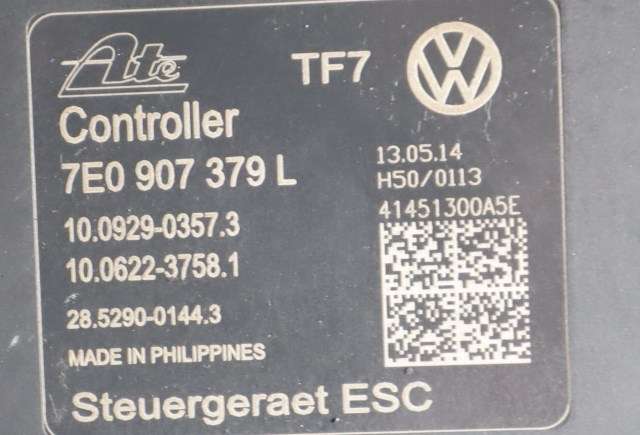 Ate TF7 VW
Controller
7E0 907 379 L
13.05.14
H50/0113
10.0929-0357.3
41451300A5E
10.0622-3758.1
28.5290-0144.3
MADE IN PHILIPPINES
Steuergeraet ESC